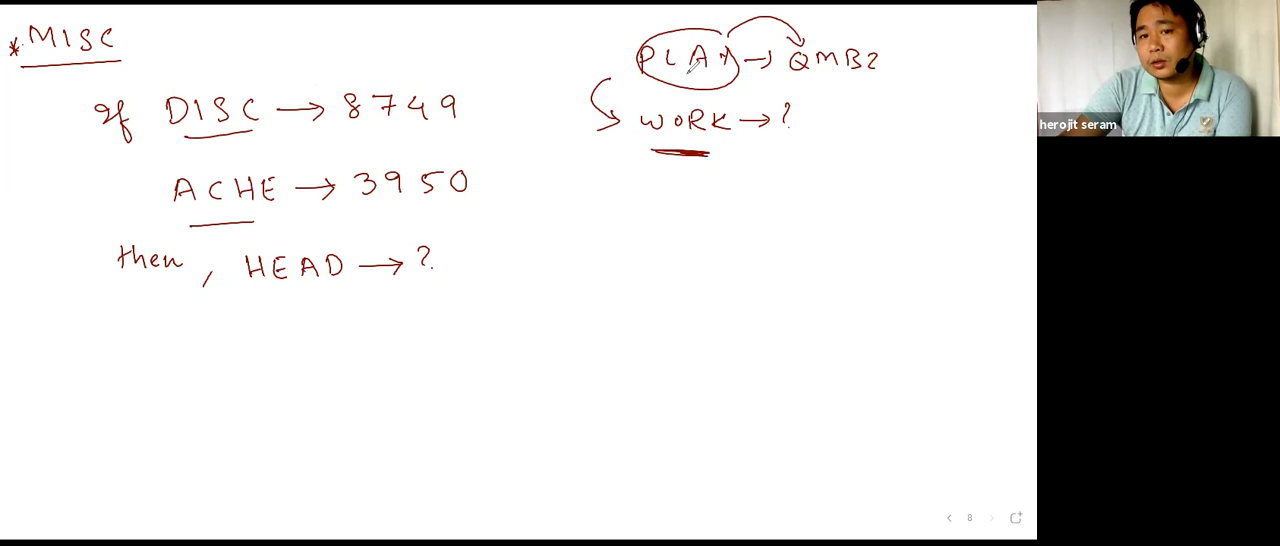 * MISC
If DISC → 8749
ACHE → 3950
then, HEAD → ?
PLAY → QMBZ
WORK → ?
herojit seram
8